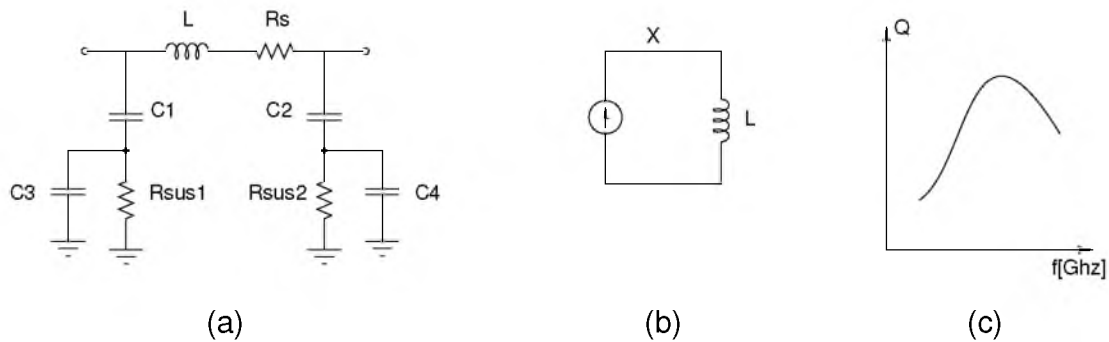 L Rs
C1 C2
C3 Rsus1 Rsus2 C4
(a)
X
L
(b)
Q
f[Ghz]
(c)